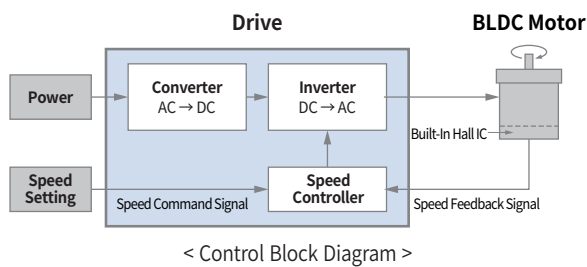 Drive
BLDC Motor
Power
Converter
AC → DC
Inverter
DC → AC
Built-In Hall IC
Speed
Setting
Speed Command Signal
Speed
Controller
Speed Feedback Signal
< Control Block Diagram >